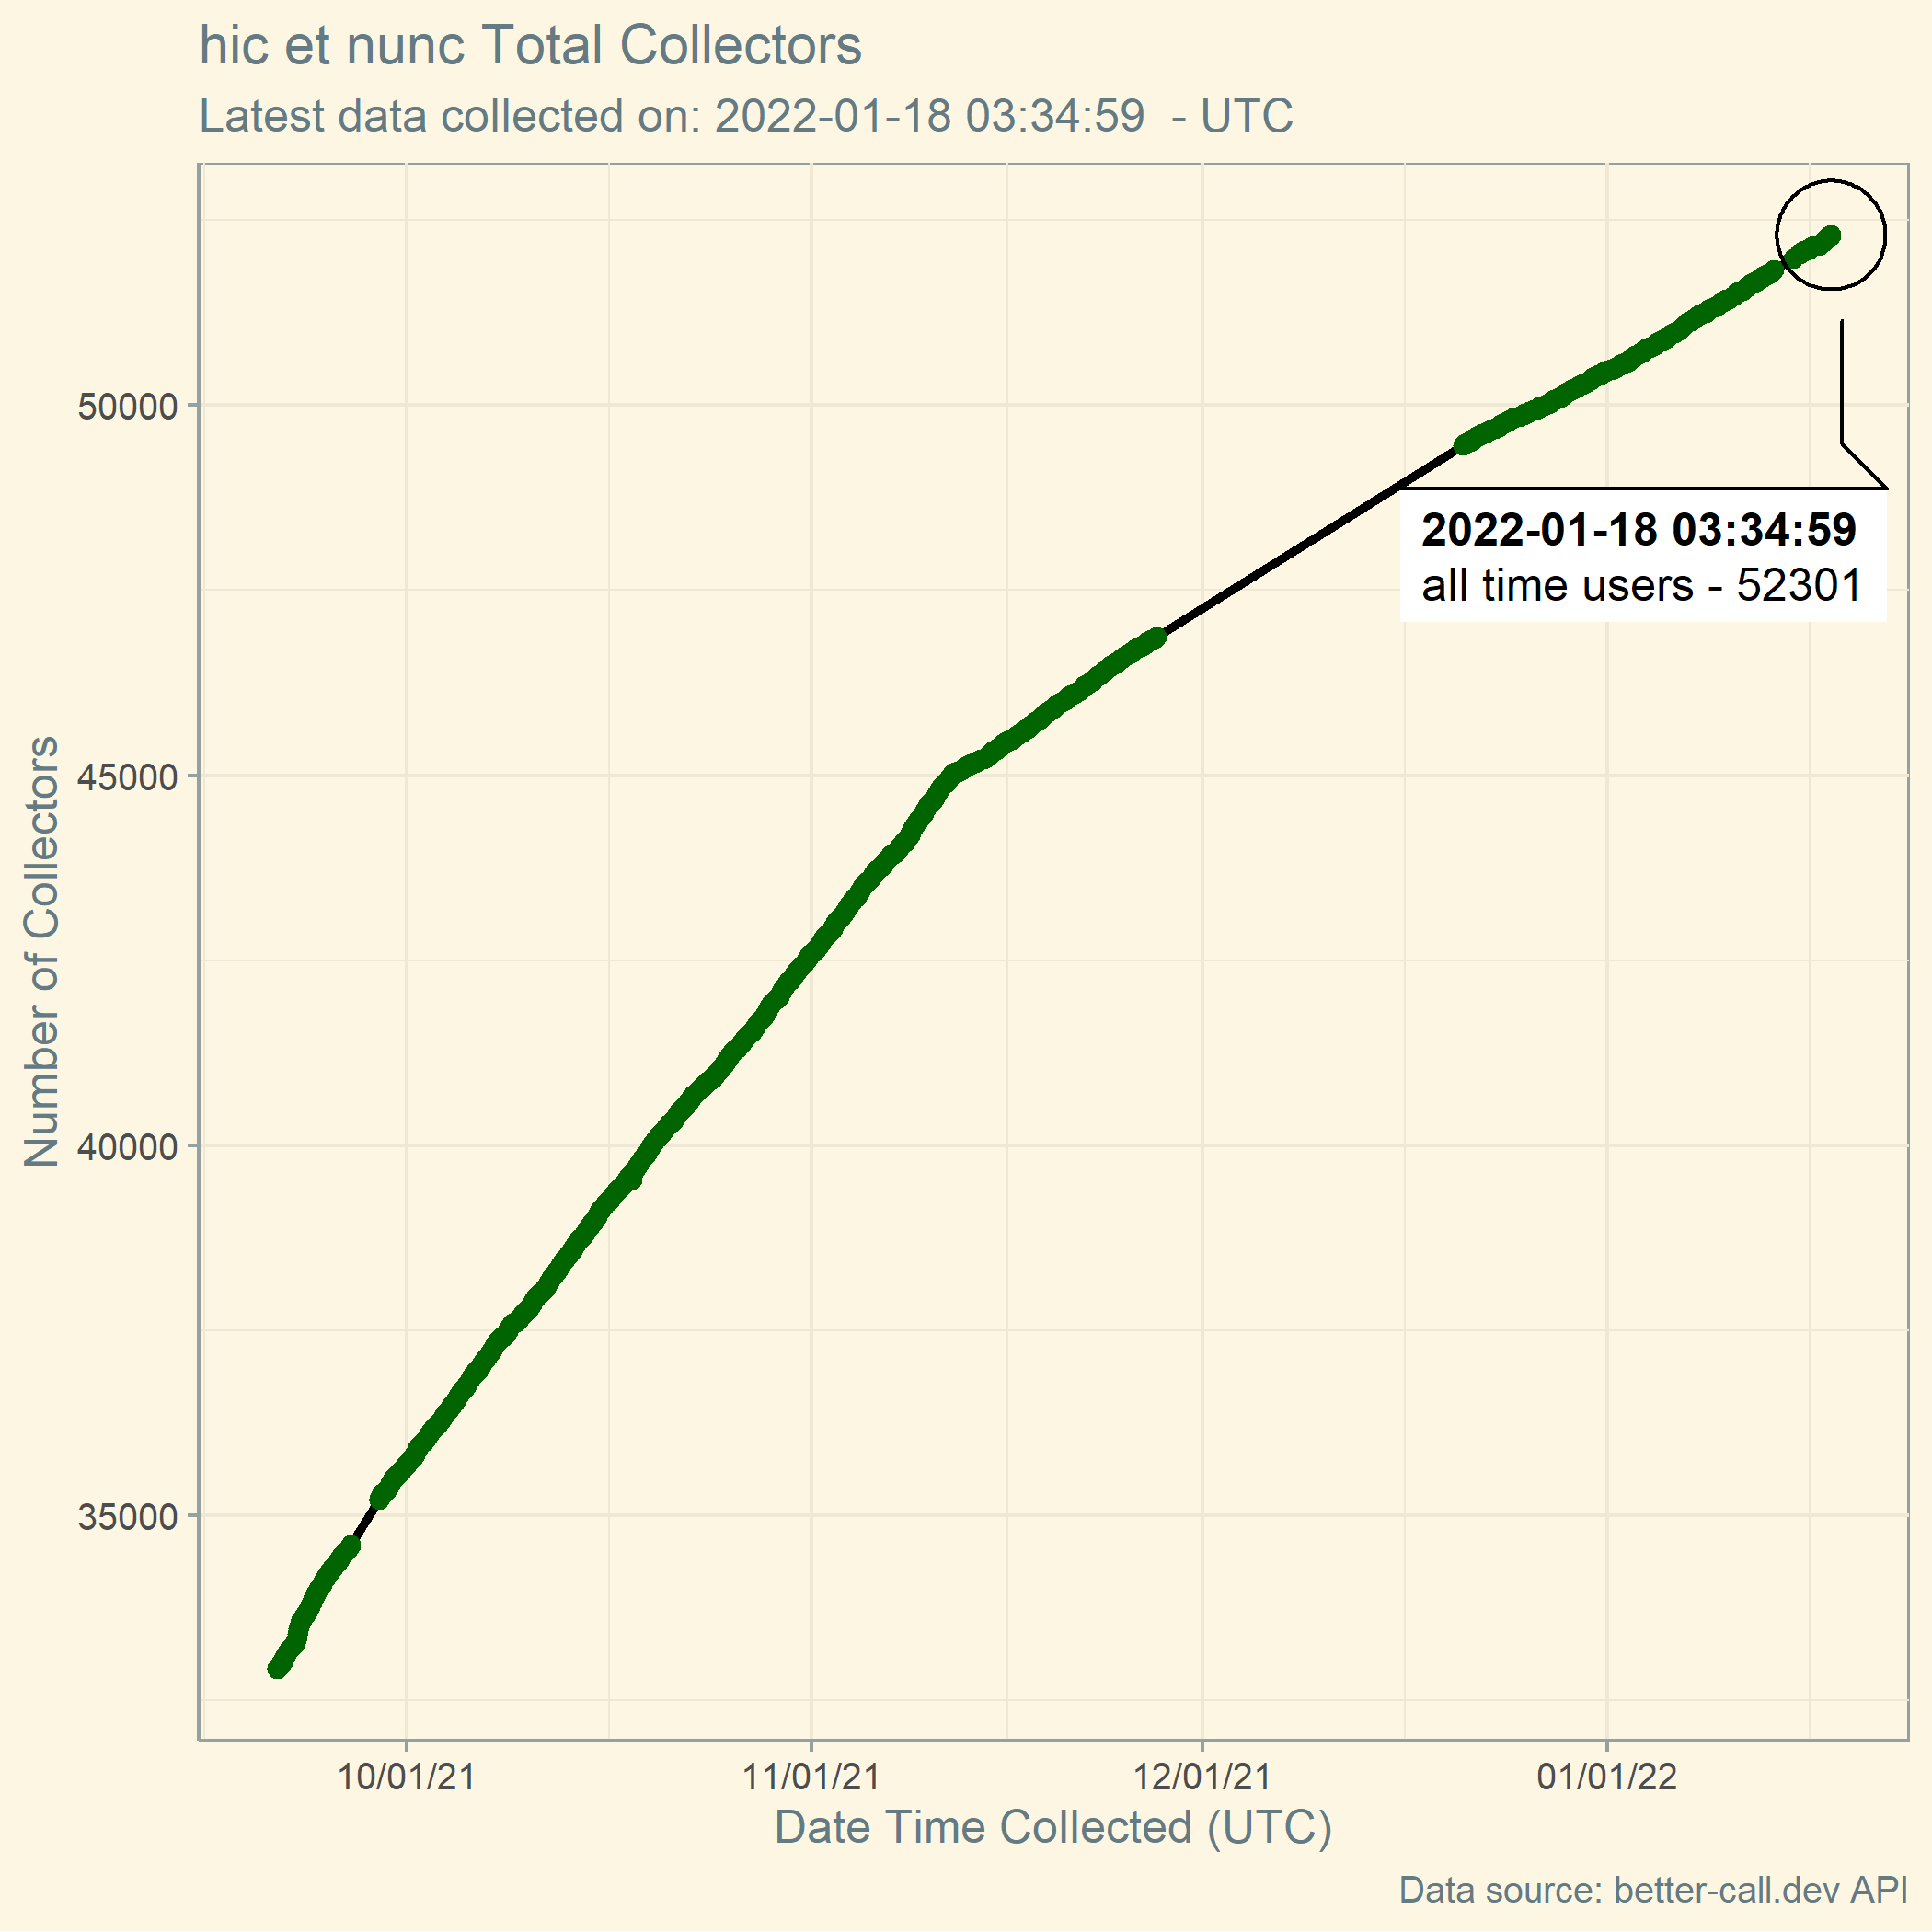 hic et nunc Total Collectors
Latest data collected on: 2022-01-18 03:34:59  - UTC
50000
45000
40000
35000
Number of Collectors
2022-01-18 03:34:59
all time users - 52301
10/01/21
11/01/21
12/01/21
01/01/22
Date Time Collected (UTC)
Data source: better-call.dev API